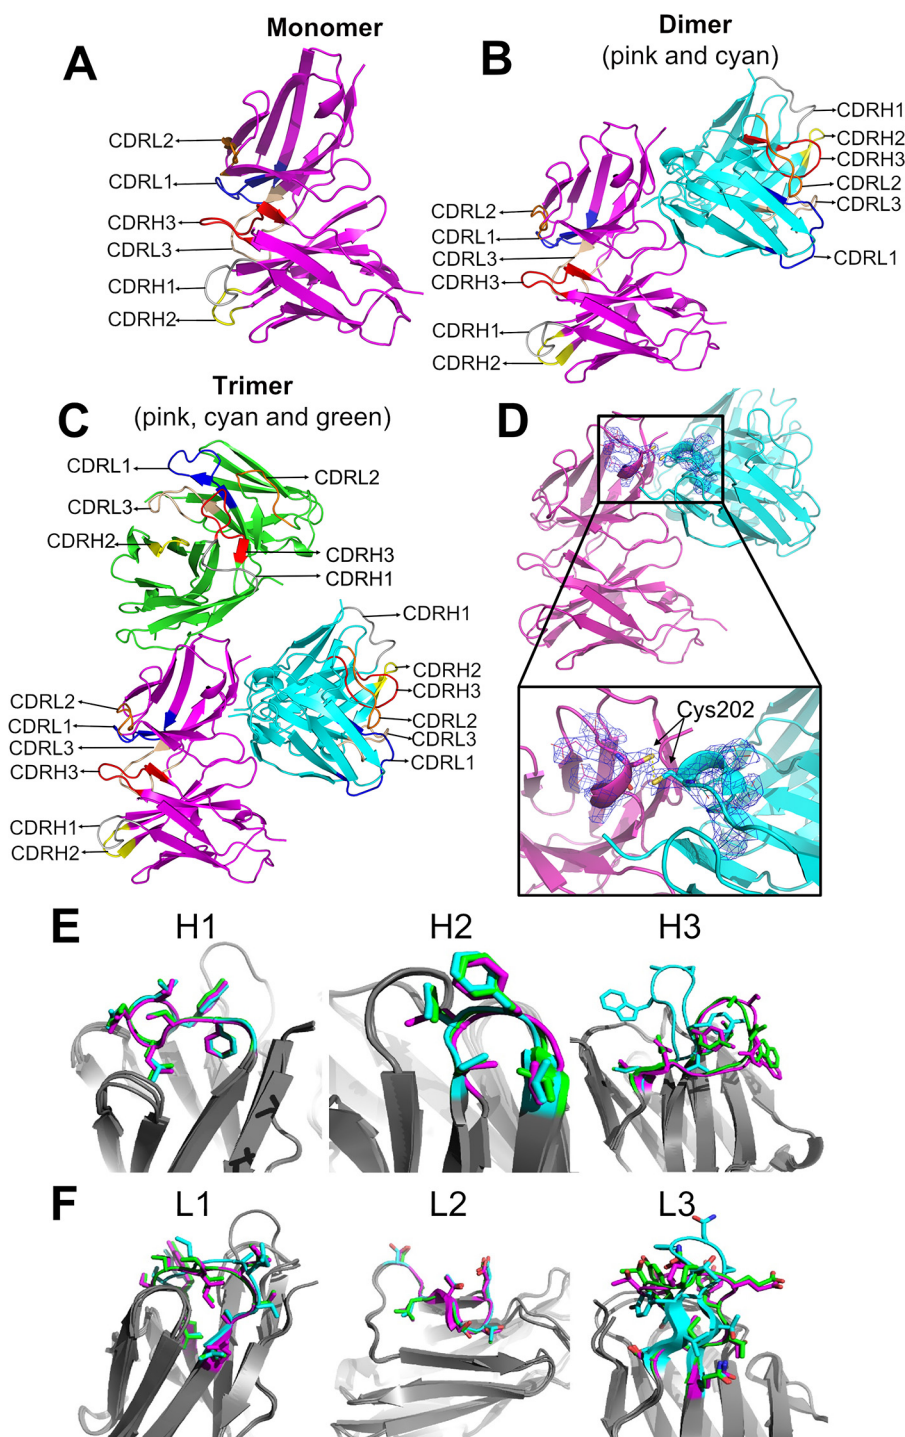 Monomer
A
CDRL2
CDRL1
CDRH3
CDRL3
CDRH1
CDRH2
Dimer
(pink and cyan)
B
CDRH1
CDRH2
CDRH3
CDRL2
CDRL3
CDRL1
CDRL2
CDRL1
CDRL3
CDRH3
CDRH1
CDRH2
Trimer
(pink, cyan and green)
C
CDRL1
CDRL2
CDRL3
CDRH2
CDRH3
CDRH1
CDRH1
CDRH2
CDRH3
CDRL2
CDRL3
CDRL1
CDRL2
CDRL1
CDRL3
CDRH3
CDRH1
CDRH2
D
Cys202
E
H1
H2
H3
F
L1
L2
L3